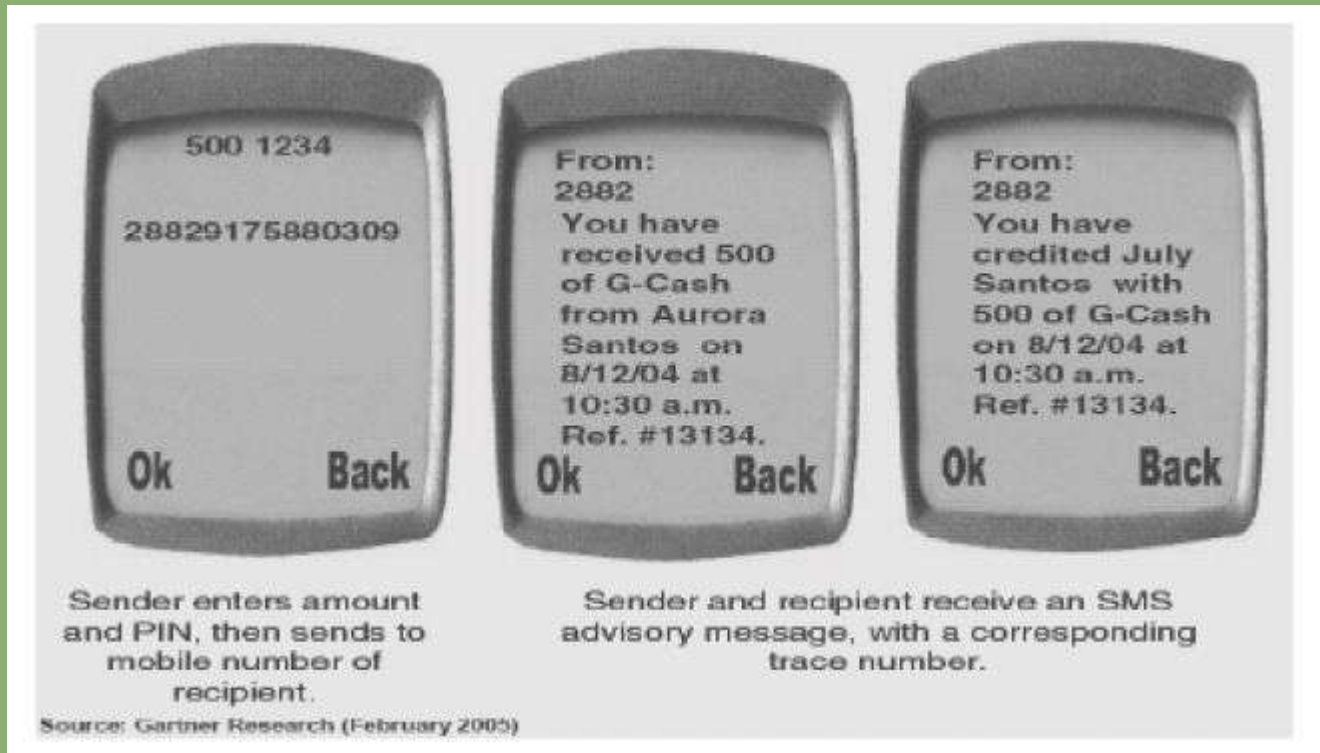 500 1234
28829175880309
Ok Back
From:
2882
You have
received 500
of G-Cash
from Aurora
Santos on
8/12/04 at
10:30 a.m.
Ref. #13134.
Ok Back
From:
2882
You have
credited July
Santos with
500 of G-Cash
on 8/12/04 at
10:30 a.m.
Ref. #13134.
Ok Back
Sender enters amount
and PIN, then sends to
mobile number of
recipient.
Sender and recipient receive an SMS
advisory message, with a corresponding
trace number.
Source: Gartner Research (February 2005)